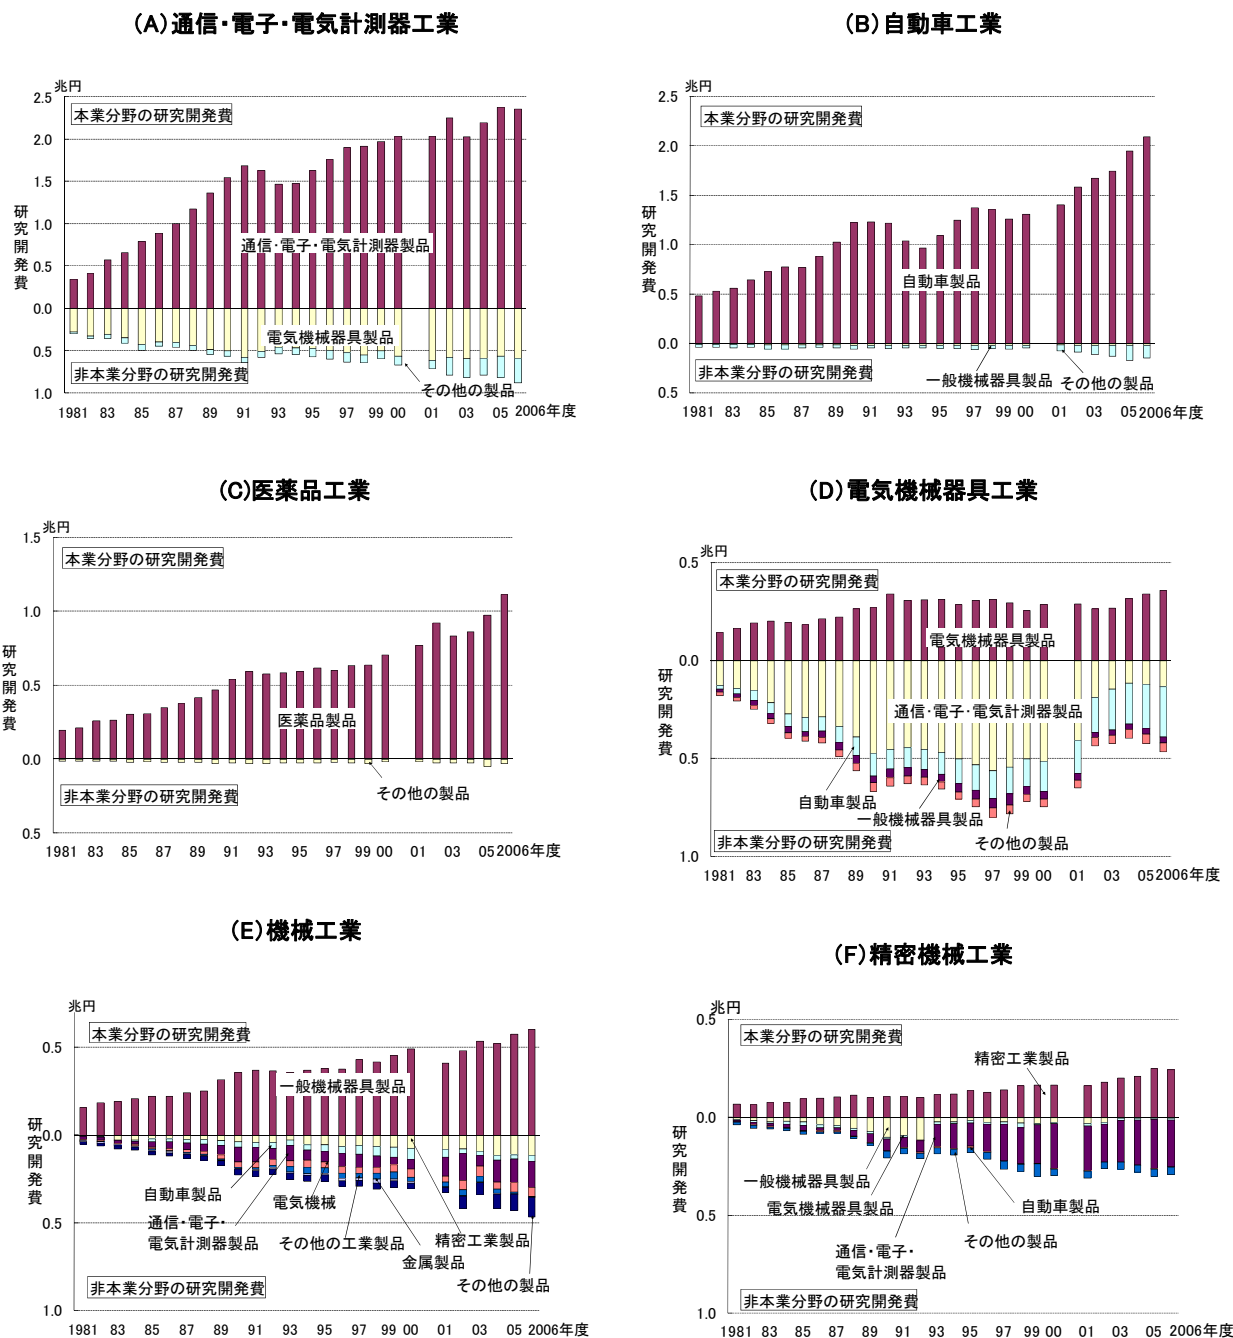 (A)通信・電子・電気計測器工業
兆円
2.5
2.0
1.5
1.0
0.5
0.0
0.5
1.0
研究開発費
本業分野の研究開発費
通信・電子・電気計測器製品
電気機械器具製品
非本業分野の研究開発費
その他の製品
1981 83 85 87 89 91 93 95 97 99 00 01 03 05 2006年度
(B)自動車工業
2.5
2.0
1.5
1.0
0.5
0.0
0.5
研究開発費
本業分野の研究開発費
自動車製品
非本業分野の研究開発費
一般機械器具製品
その他の製品
1981 83 85 87 89 91 93 95 97 99 00 01 03 05 2006年度
(C)医薬品工業
兆円
1.5
1.0
0.5
0.0
0.5
研究開発費
本業分野の研究開発費
医薬品製品
その他の製品
非本業分野の研究開発費
1981 83 85 87 89 91 93 95 97 99 00 01 03 05 2006年度
(D)電気機械器具工業
兆円
0.5
0.0
0.5
1.0
研究開発費
本業分野の研究開発費
電気機械器具製品
通信・電子・電気計測器製品
自動車製品
一般機械器具製品
その他の製品
非本業分野の研究開発費
1981 83 85 87 89 91 93 95 97 99 00 01 03 05 2006年度
(E)機械工業
兆円
0.5
0.0
0.5
1.0
研究開発費
本業分野の研究開発費
一般機械器具製品
自動車製品
電気機械
通信・電子・
電気計測器製品
その他の工業製品
精密工業製品
金属製品
その他の製品
非本業分野の研究開発費
1981 83 85 87 89 91 93 95 97 99 00 01 03 05 2006年度
(F)精密機械工業
兆円
0.5
0.0
0.5
1.0
研究開発費
本業分野の研究開発費
精密工業製品
一般機械器具製品
電気機械器具製品
自動車製品
その他の製品
通信・電子・
電気計測器製品
非本業分野の研究開発費
1981 83 85 87 89 91 93 95 97 99 00 01 03 05 2006年度